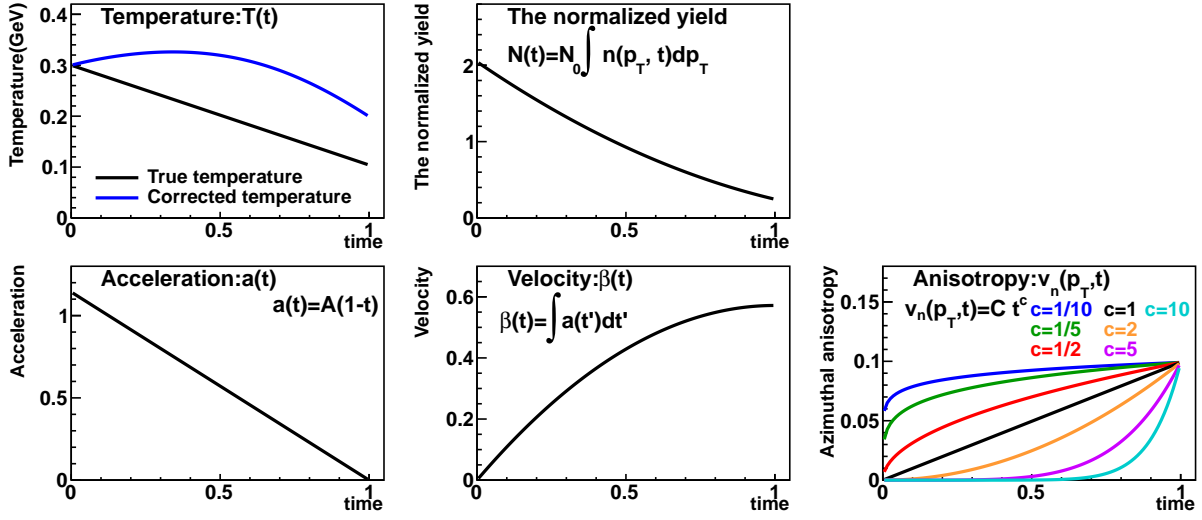 Temperature:T(t)
Temperature(GeV)
0.4
0.3
0.2
0.1
0
True temperature
Corrected temperature
0
0.5
1
time
The normalized yield
N(t)=N0∫ n(pT, t)dpT
The normalized yield
2
1
0
0
0.5
1
time
Acceleration:a(t)
a(t)=A(1-t)
Acceleration
1
0.5
0
0
0.5
1
time
Velocity:β(t)
β(t)=∫ a(t')dt'
Velocity
0.6
0.4
0.2
0
0
0.5
1
time
Anisotropy:vn(pT,t)
vn(pT,t)=C t^c
c=1/10 c=1 c=10
c=1/5 c=2
c=1/2 c=5
Azimuthal anisotropy
0.15
0.1
0.05
0
0
0.5
1
time